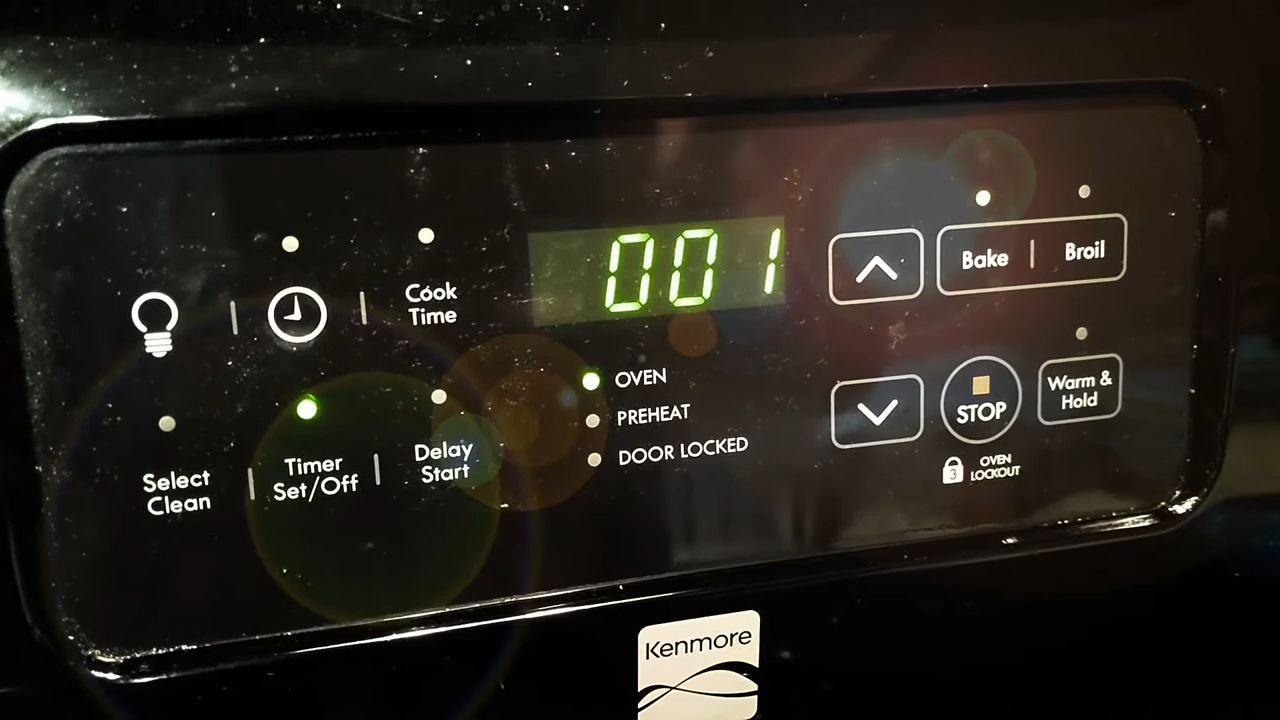 001
Bake | Broil
Cook
Time
OVEN
PREHEAT
DOOR LOCKED
STOP
Warm &
Hold
3
OVEN
LOCKOUT
Select
Clean
Timer
Set/Off
Delay
Start
Kenmore